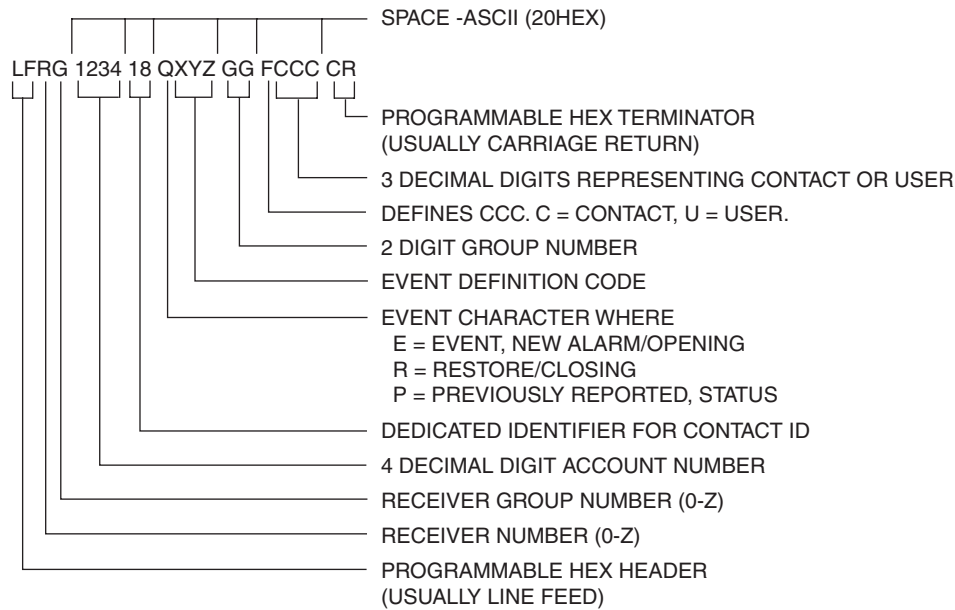 SPACE -ASCII (20HEX)
LFRG 1234 18 QXYZ GG FCCC CR
PROGRAMMABLE HEX TERMINATOR
(USUALLY CARRIAGE RETURN)
3 DECIMAL DIGITS REPRESENTING CONTACT OR USER
DEFINES CCC. C = CONTACT, U = USER.
2 DIGIT GROUP NUMBER
EVENT DEFINITION CODE
EVENT CHARACTER WHERE
E = EVENT, NEW ALARM/OPENING
R = RESTORE/CLOSING
P = PREVIOUSLY REPORTED, STATUS
DEDICATED IDENTIFIER FOR CONTACT ID
4 DECIMAL DIGIT ACCOUNT NUMBER
RECEIVER GROUP NUMBER (0-Z)
RECEIVER NUMBER (0-Z)
PROGRAMMABLE HEX HEADER
(USUALLY LINE FEED)